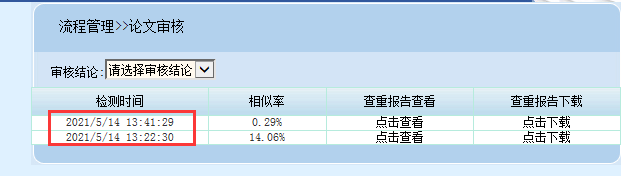 流程管理>>论文审核
审核结论:请选择审核结论
检测时间 相似率 查重报告查看 查重报告下载
2021/5/14 13:41:29 0.29% 点击查看 点击下载
2021/5/14 13:22:30 14.06% 点击查看 点击下载